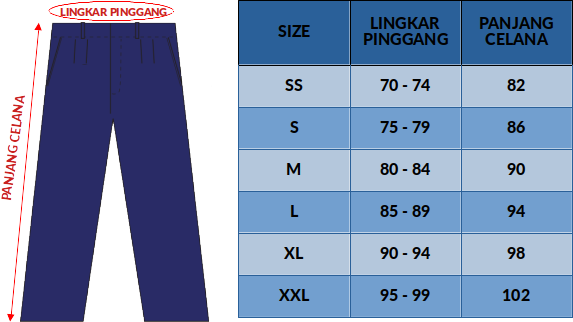 LINGKAR PINGGANG
PANJANG CELANA
SIZE LINGKAR PINGGANG PANJANG CELANA
SS 70 - 74 82
S 75 - 79 86
M 80 - 84 90
L 85 - 89 94
XL 90 - 94 98
XXL 95 - 99 102